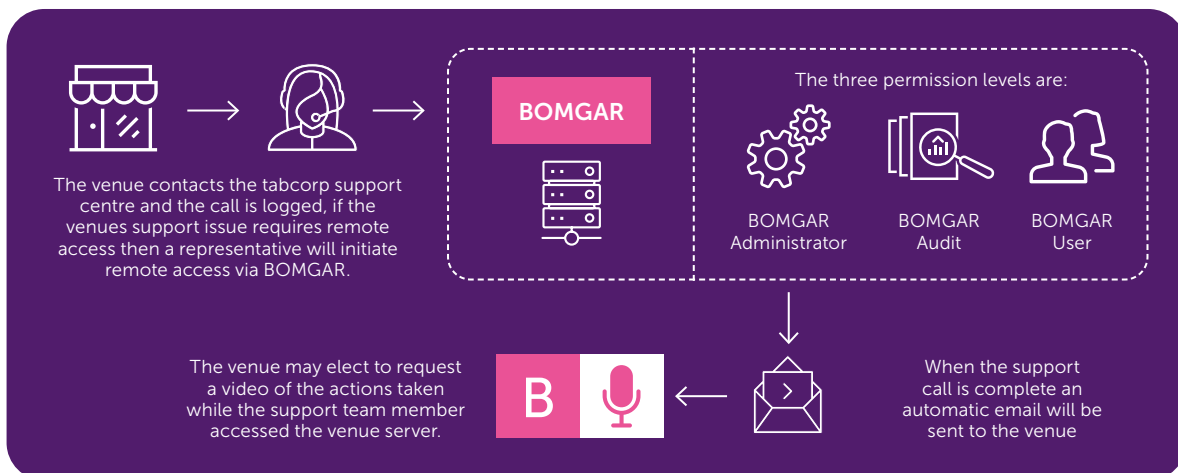 The venue contacts the tabcorp support
centre and the call is logged, if the
venues support issue requires remote
access then a representative will initiate
remote access via BOMGAR.
BOMGAR
The three permission levels are:
BOMGAR
Administrator
BOMGAR
Audit
BOMGAR
User
When the support
call is complete an
automatic email will be
sent to the venue
B
The venue may elect to request
a video of the actions taken
while the support team member
accessed the venue server.